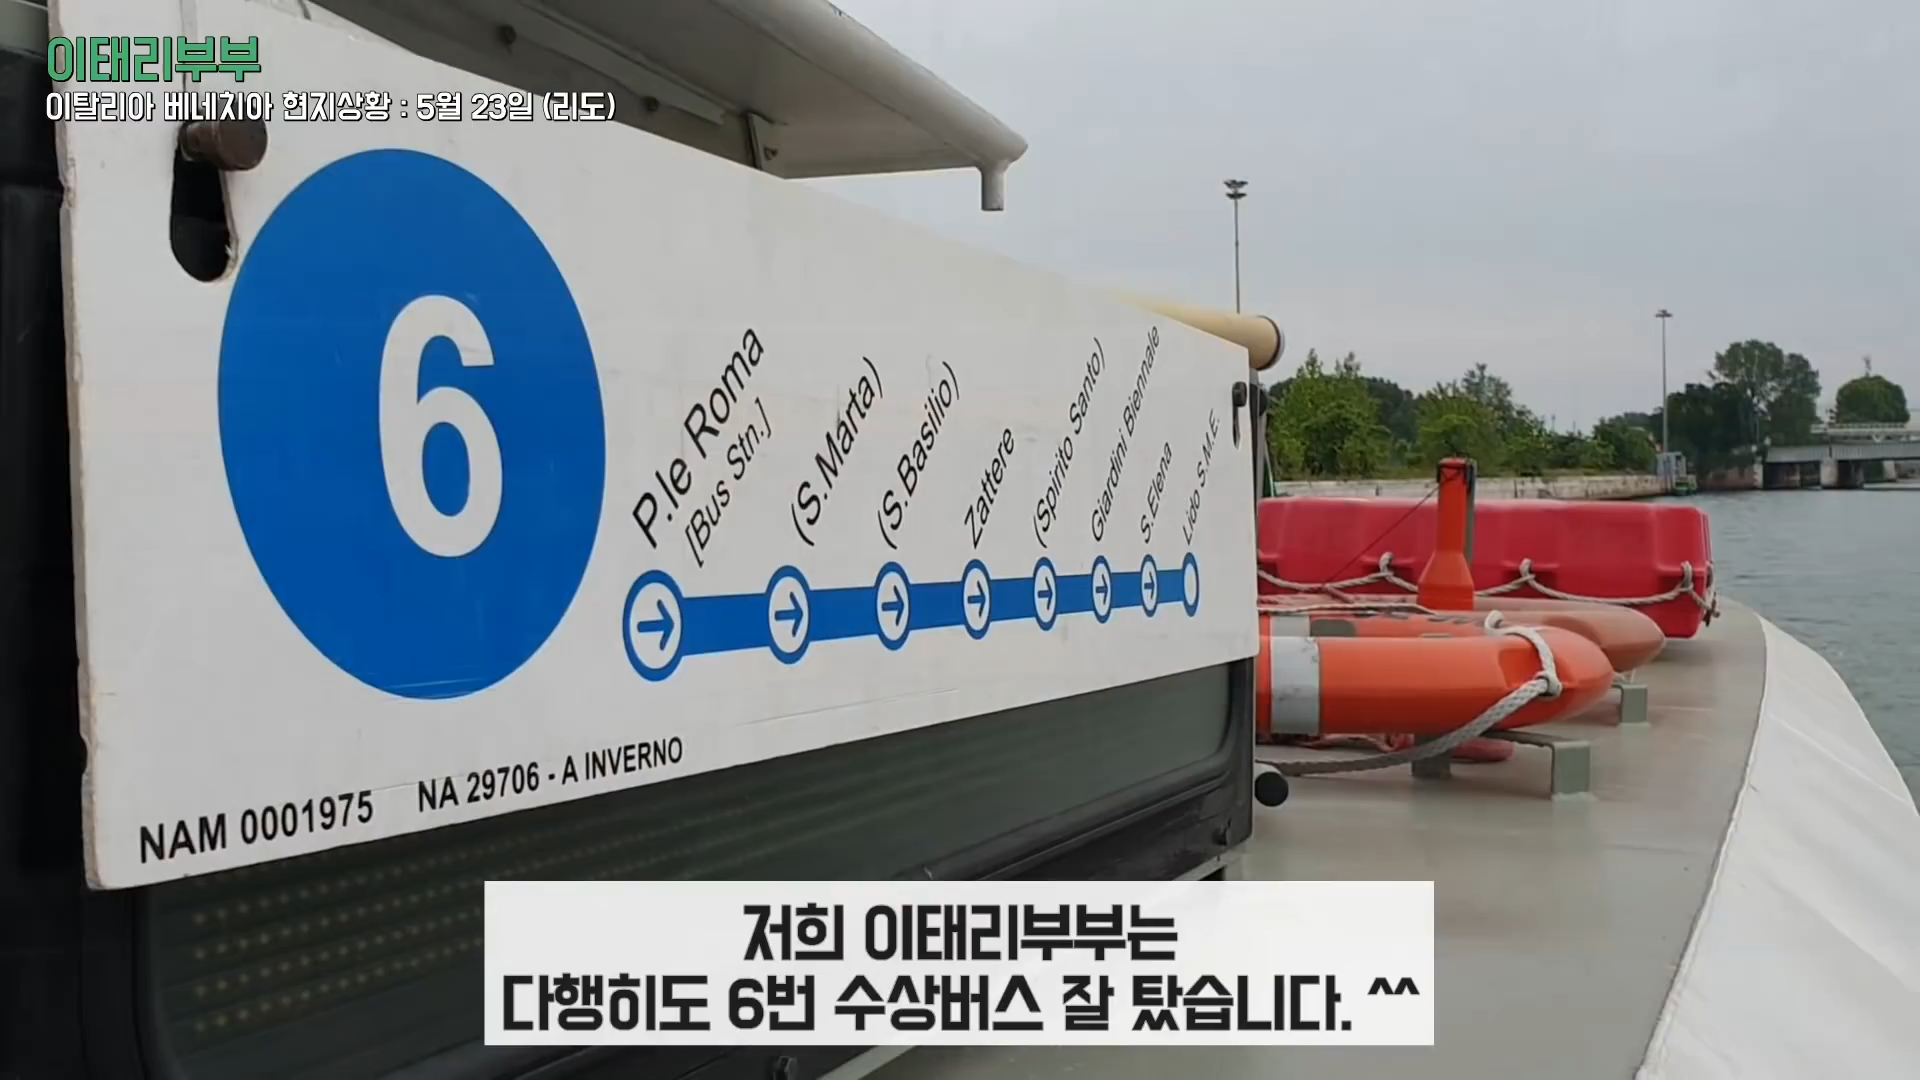 이태리부부
이탈리아 베네치아 현지상황 : 5월 23일 (리도)
6
P.le Roma
[Bus Stn.]
(S.Marta)
(S.Basilio)
Zattere
(Spirito Santo)
Giardini Biennale
S.Elena
Lido S.M.E.
NAM 0001975 NA 29706 - A INVERNO
저희 이태리부부는
다행히도 6번 수상버스 잘 탔습니다. ^^